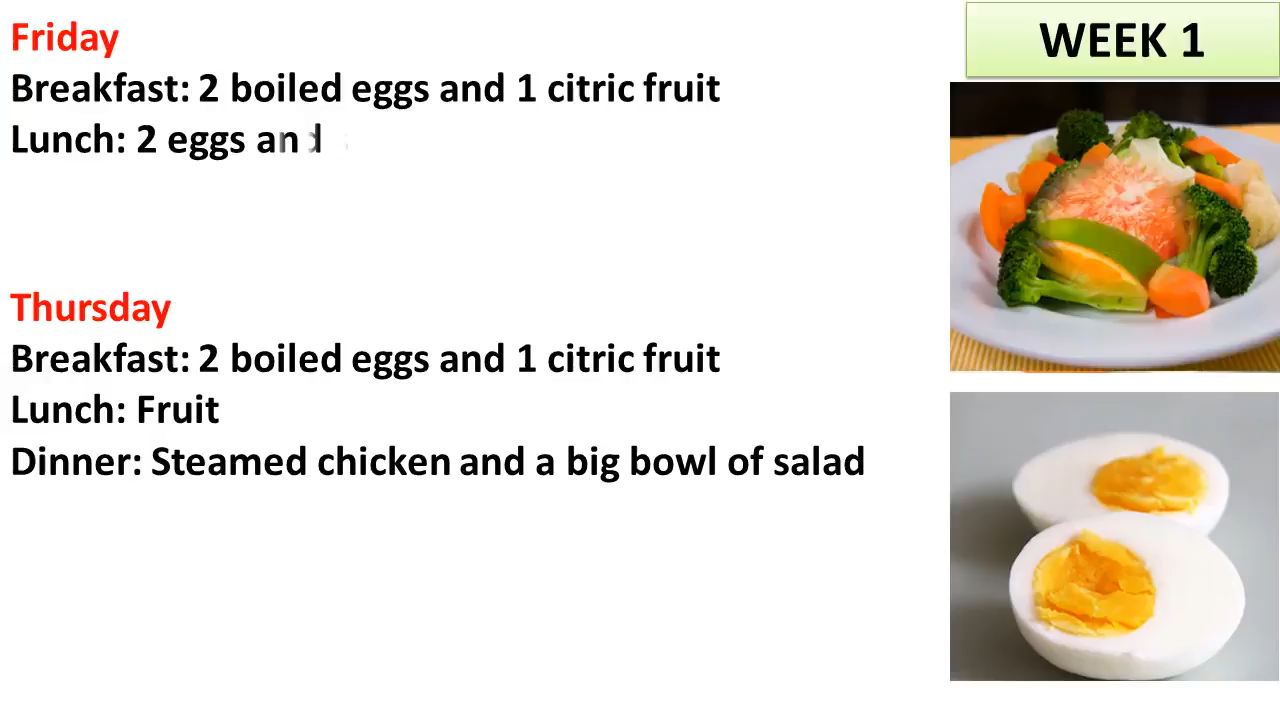 Friday
Breakfast: 2 boiled eggs and 1 citric fruit
Lunch: 2 eggs and
Thursday
Breakfast: 2 boiled eggs and 1 citric fruit
Lunch: Fruit
Dinner: Steamed chicken and a big bowl of salad
WEEK 1